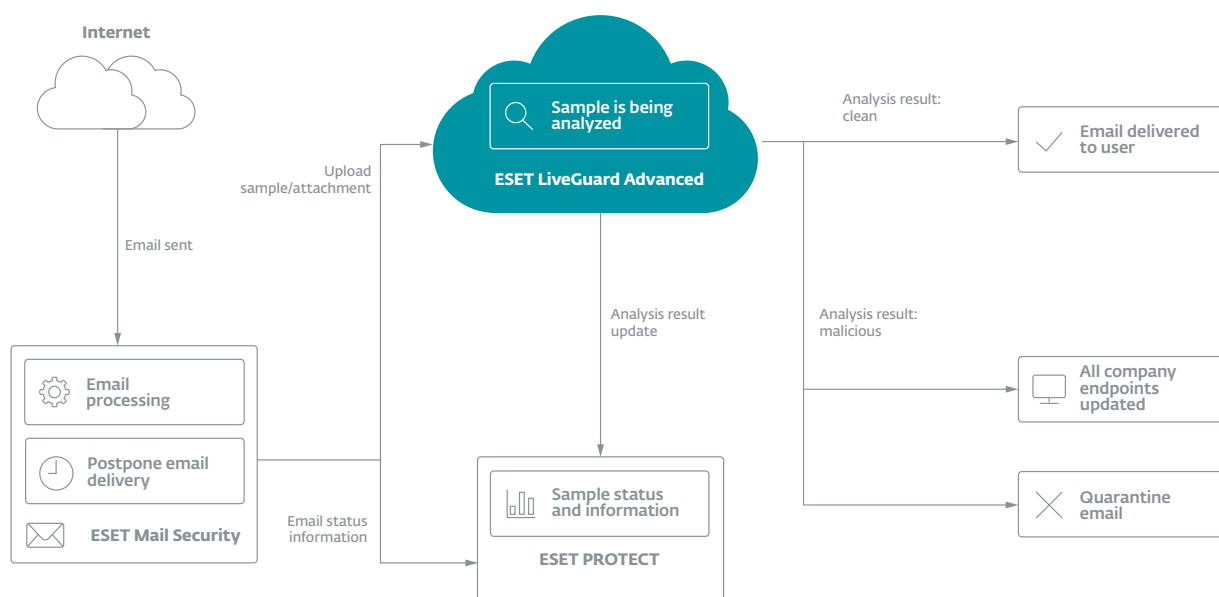 Internet
Email sent
Email
processing
Postpone email
delivery
ESET Mail Security
Upload
sample/attachment
Email status
information
Sample is being
analyzed
ESET LiveGuard Advanced
Analysis result
update
Sample status
and information
ESET PROTECT
Analysis result:
clean
Email delivered
to user
Analysis result:
malicious
All company
endpoints
updated
Quarantine
email